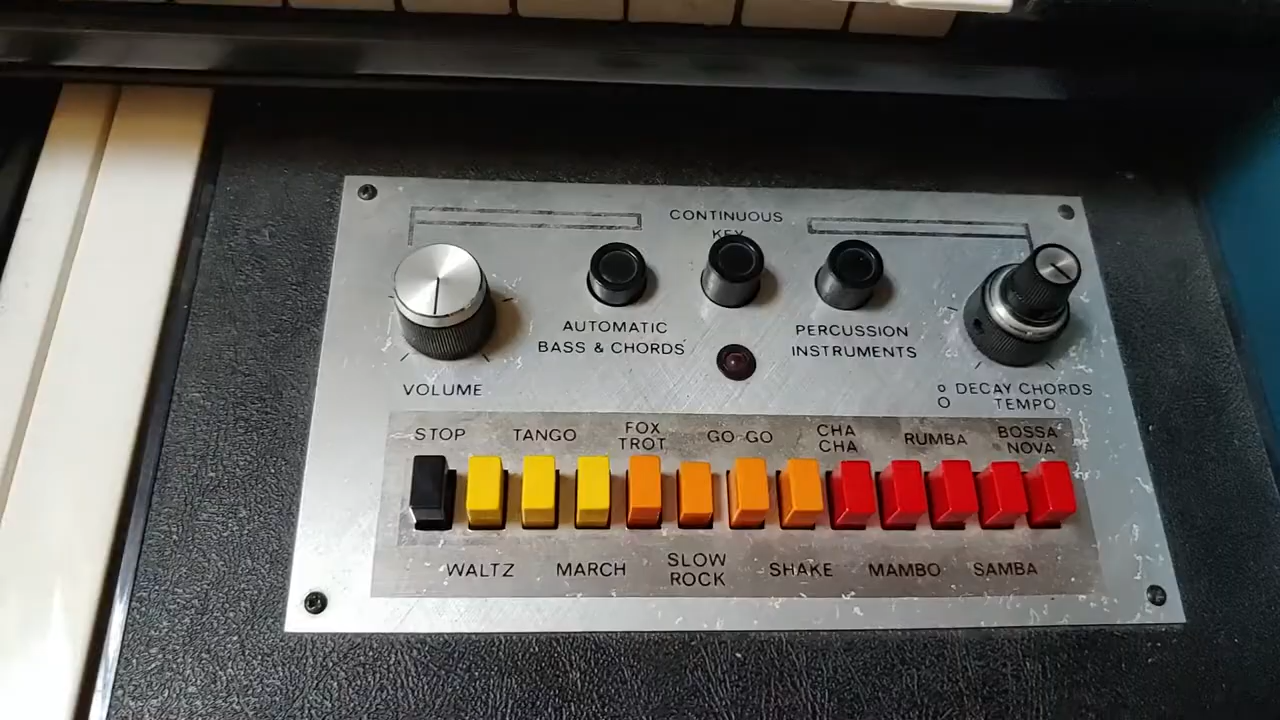 CONTINUOUS
KEY
AUTOMATIC
BASS & CHORDS
PERCUSSION
INSTRUMENTS
VOLUME
DECAY CHORDS
TEMPO
STOP
TANGO
FOX
TROT
GO-GO
CHA
CHA
RUMBA
BOSSA
NOVA
WALTZ
MARCH
SLOW
ROCK
SHAKE
MAMBO
SAMBA